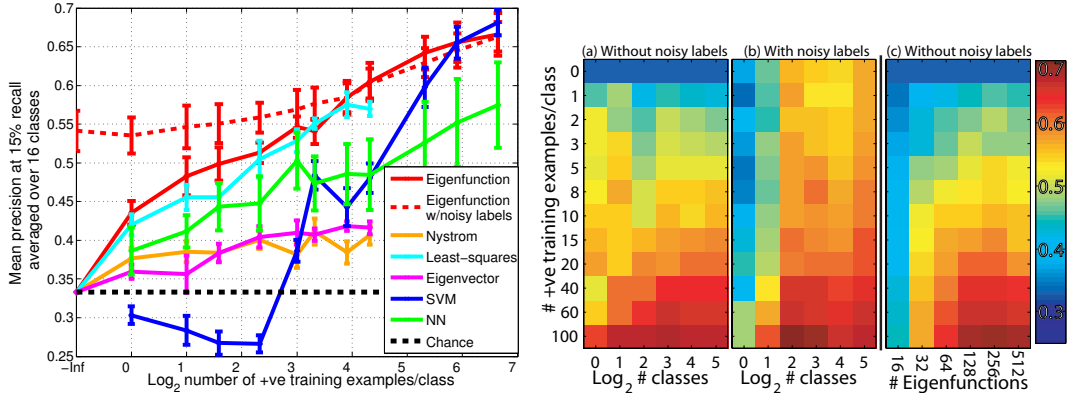 Mean precision at 15% recall
averaged over 16 classes
0.7
0.65
0.6
0.55
0.5
0.45
0.4
0.35
0.3
0.25
−Inf 0 1 2 3 4 5 6 7
Log2 number of +ve training examples/class
Eigenfunction
Eigenfunction
w/noisy labels
Nystrom
Least−squares
Eigenvector
SVM
NN
Chance
(a) Without noisy labels
(b) With noisy labels
(c) Without noisy labels
# +ve training examples/class
0
1
2
3
5
8
10
15
20
40
60
100
0 1 2 3 4 5
Log2 # classes
0 1 2 3 4 5
Log2 # classes
16 32 64 128 256 512
# Eigenfunctions
0.7
0.6
0.5
0.4
0.3